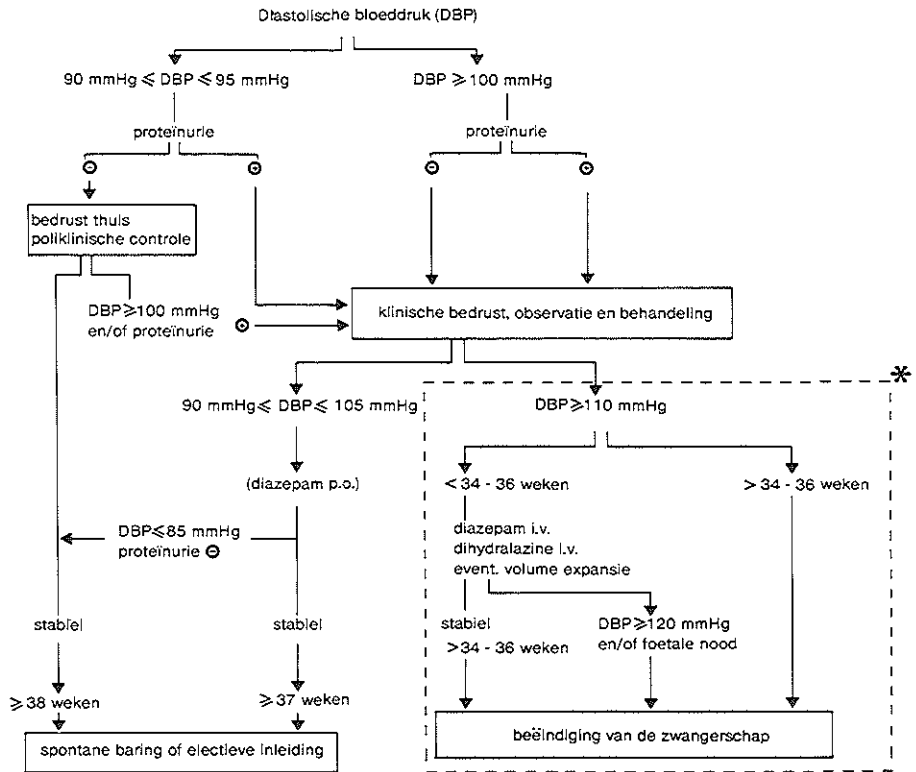 Diastolische bloeddruk (DBP)
90 mmHg ⩽ DBP ⩽ 95 mmHg
DBP ⩾ 100 mmHg
proteïnurie
proteïnurie
⊖
⊕
⊖
⊕
bedrust thuis
poliklinische controle
DBP⩾100 mmHg
en/of proteïnurie ⊕
klinische bedrust, observatie en behandeling
90 mmHg⩽ DBP⩽ 105 mmHg
DBP⩾110 mmHg
*
(diazepam p.o.)
< 34 - 36 weken
> 34 - 36 weken
DBP⩽85 mmHg
proteïnurie ⊖
diazepam i.v.
dihydralazine i.v.
event. volume expansie
stabiel
stabiel
stabiel
>34 - 36 weken
DBP⩾120 mmHg
en/of foetale nood
⩾ 38 weken
⩾ 37 weken
spontane baring of electieve inleiding
beëindiging van de zwangerschap